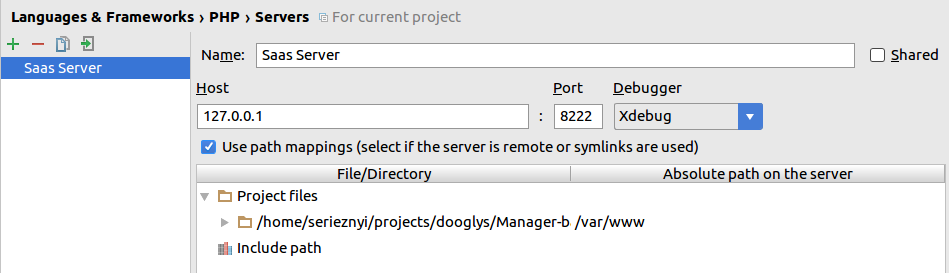 Languages & Frameworks › PHP › Servers For current project
Saas Server
Name: Saas Server Shared
Host Port Debugger
127.0.0.1 : 8222 Xdebug
Use path mappings (select if the server is remote or symlinks are used)
File/Directory Absolute path on the server
Project files
/home/serieznyi/projects/dooglys/Manager-b /var/www
Include path